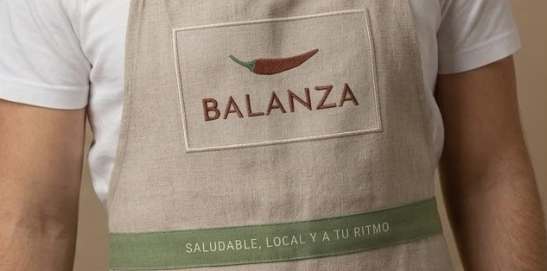 BALANZA
SALUDABLE, LOCAL Y A TU RITMO